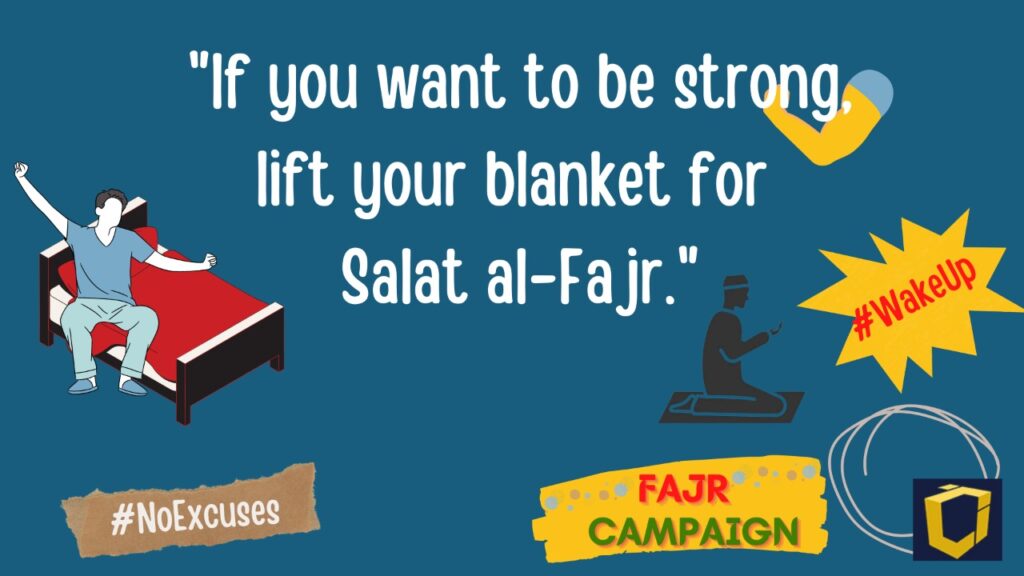 "If you want to be strong,
lift your blanket for
Salat al-Fajr."
#WakeUp
#NoExcuses
FAJR
CAMPAIGN